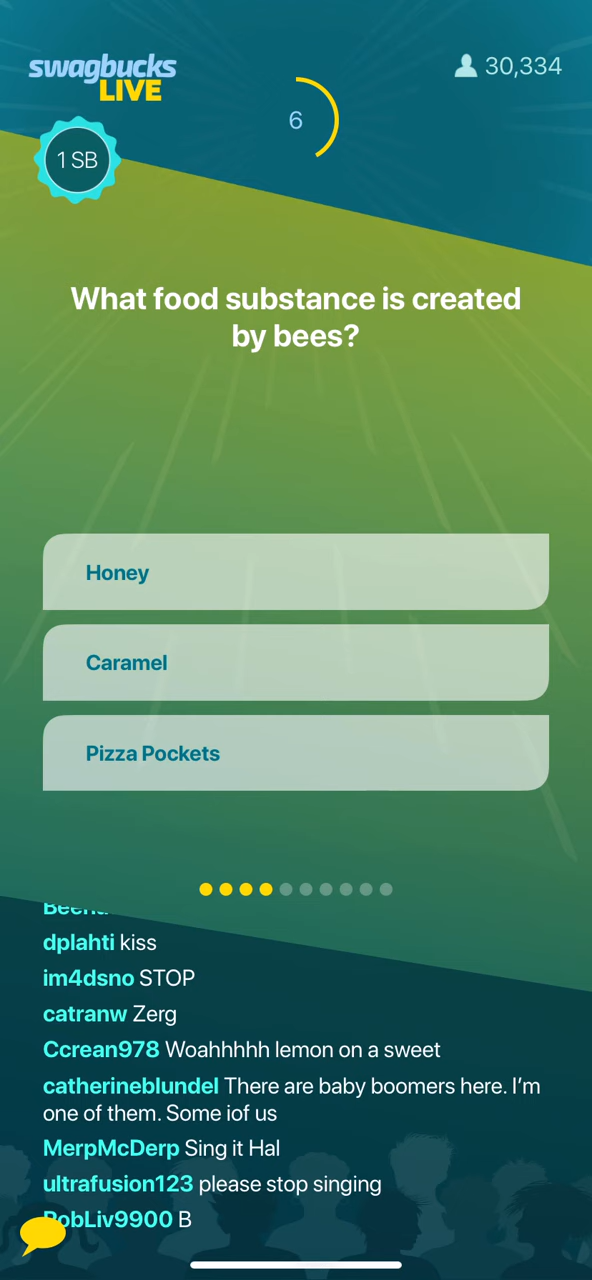 swagbucks
LIVE
30,334
6
1 SB
What food substance is created
by bees?
Honey
Caramel
Pizza Pockets
dplahti kiss
im4dsno STOP
catranw Zerg
Ccrean978 Woahhhhh lemon on a sweet
catherineblundel There are baby boomers here. I’m
one of them. Some iof us
MerpMcDerp Sing it Hal
ultrafusion123 please stop singing
RobLiv9900 B